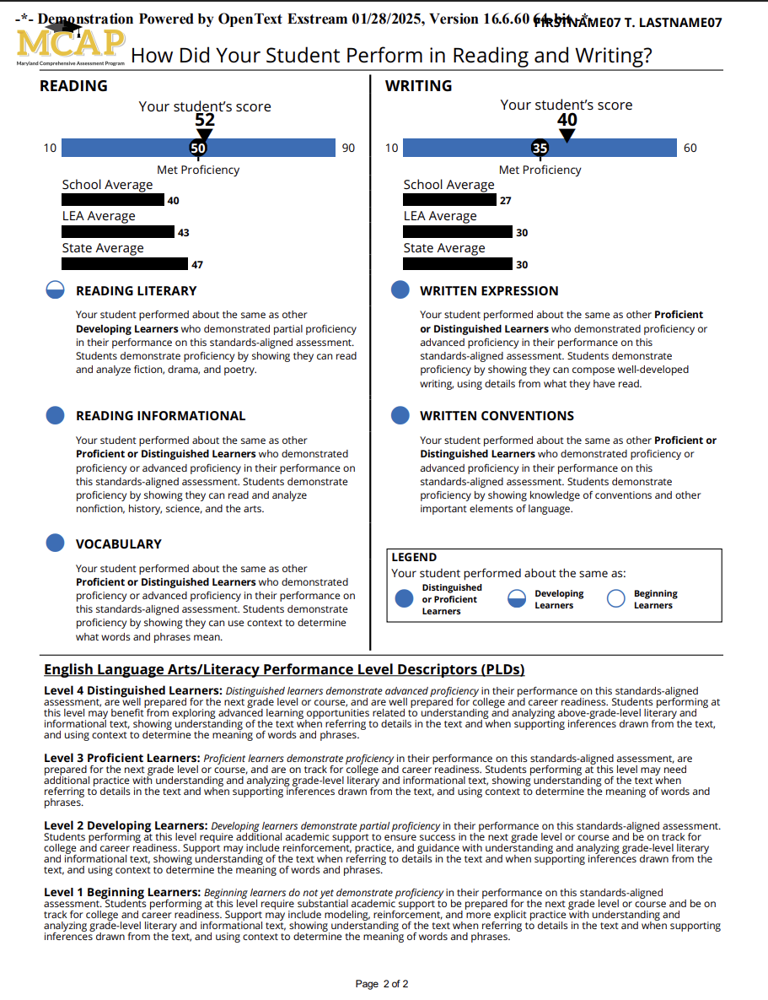 -*- Demonstration Powered by OpenText Exstream 01/28/2025, Version 16.6.60 64-bit -*-
FIRSTNAME07 T. LASTNAME07
MCAP
Maryland Comprehensive Assessment Program
How Did Your Student Perform in Reading and Writing?
READING
Your student's score
52
10
50
90
Met Proficiency
School Average
40
LEA Average
43
State Average
47
READING LITERARY
Your student performed about the same as other
Developing Learners who demonstrated partial proficiency
in their performance on this standards-aligned assessment.
Students demonstrate proficiency by showing they can read
and analyze fiction, drama, and poetry.
READING INFORMATIONAL
Your student performed about the same as other
Proficient or Distinguished Learners who demonstrated
proficiency or advanced proficiency in their performance on
this standards-aligned assessment. Students demonstrate
proficiency by showing they can read and analyze
nonfiction, history, science, and the arts.
VOCABULARY
Your student performed about the same as other
Proficient or Distinguished Learners who demonstrated
proficiency or advanced proficiency in their performance on
this standards-aligned assessment. Students demonstrate
proficiency by showing they can use context to determine
what words and phrases mean.
WRITING
Your student's score
40
10
35
60
Met Proficiency
School Average
27
LEA Average
30
State Average
30
WRITTEN EXPRESSION
Your student performed about the same as other Proficient
or Distinguished Learners who demonstrated proficiency or
advanced proficiency in their performance on this
standards-aligned assessment. Students demonstrate
proficiency by showing they can compose well-developed
writing, using details from what they have read.
WRITTEN CONVENTIONS
Your student performed about the same as other Proficient or
Distinguished Learners who demonstrated proficiency or
advanced proficiency in their performance on this
standards-aligned assessment. Students demonstrate
proficiency by showing knowledge of conventions and other
important elements of language.
LEGEND
Your student performed about the same as:
Distinguished
or Proficient
Learners
Developing
Learners
Beginning
Learners
English Language Arts/Literacy Performance Level Descriptors (PLDs)
Level 4 Distinguished Learners: Distinguished learners demonstrate advanced proficiency in their performance on this standards-aligned
assessment, are well prepared for the next grade level or course, and are well prepared for college and career readiness. Students performing at
this level may benefit from exploring advanced learning opportunities related to understanding and analyzing above-grade-level literary and
informational text, showing understanding of the text when referring to details in the text and when supporting inferences drawn from the text,
and using context to determine the meaning of words and phrases.
Level 3 Proficient Learners: Proficient learners demonstrate proficiency in their performance on this standards-aligned assessment, are
prepared for the next grade level or course, and are on track for college and career readiness. Students performing at this level may need
additional practice with understanding and analyzing grade-level literary and informational text, showing understanding of the text when
referring to details in the text and when supporting inferences drawn from the text, and using context to determine the meaning of words and
phrases.
Level 2 Developing Learners: Developing learners demonstrate partial proficiency in their performance on this standards-aligned assessment.
Students performing at this level require additional academic support to ensure success in the next grade level or course and be on track for
college and career readiness. Support may include reinforcement, practice, and guidance with understanding and analyzing grade-level literary
and informational text, showing understanding of the text when referring to details in the text and when supporting inferences drawn from the
text, and using context to determine the meaning of words and phrases.
Level 1 Beginning Learners: Beginning learners do not yet demonstrate proficiency in their performance on this standards-aligned
assessment. Students performing at this level require substantial academic support to be prepared for the next grade level or course and be on
track for college and career readiness. Support may include modeling, reinforcement, and more explicit practice with understanding and
analyzing grade-level literary and informational text, showing understanding of the text when referring to details in the text and when supporting
inferences drawn from the text, and using context to determine the meaning of words and phrases.
Page 2 of 2